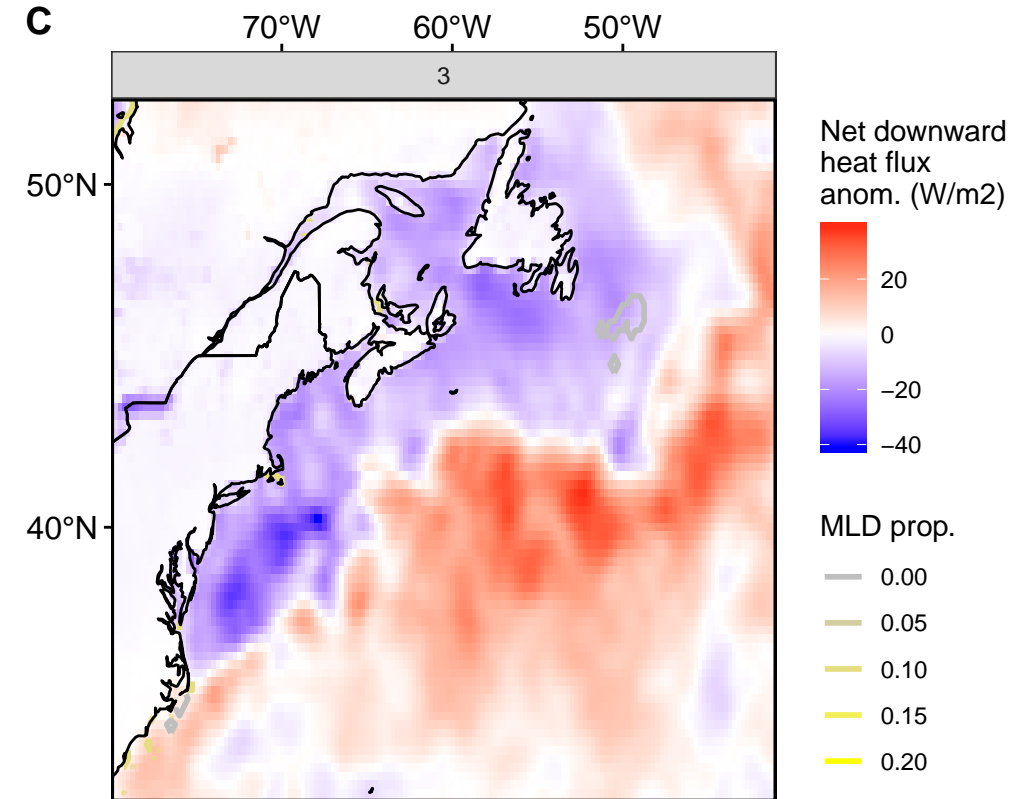 C
70°W 60°W 50°W
3
50°N
40°N
Net downward
heat flux
anom. (W/m2)
20
0
−20
−40
MLD prop.
0.00
0.05
0.10
0.15
0.20